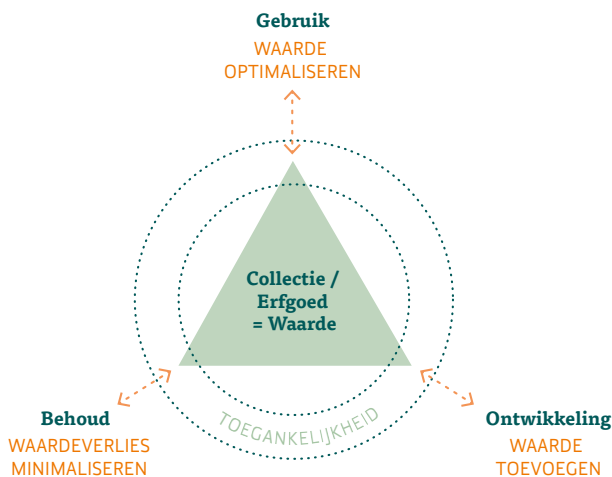 Gebruik
WAARDE
OPTIMALISEREN
Collectie /
Erfgoed
= Waarde
TOEGANKELIJKHEID
Behoud
WAARDEVERLIES
MINIMALISEREN
Ontwikkeling
WAARDE
TOEVOEGEN